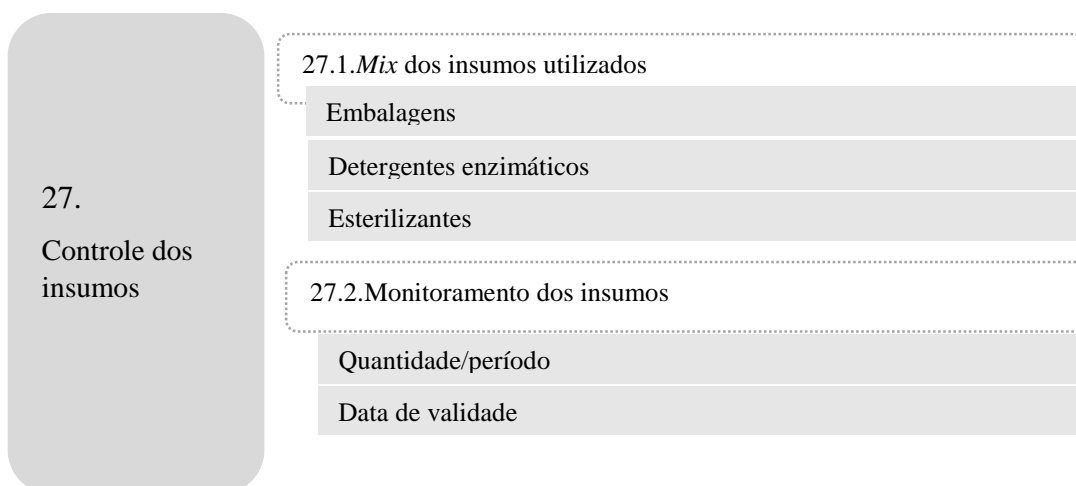 27.
Controle dos
insumos
27.1.Mix dos insumos utilizados
Embalagens
Detergentes enzimáticos
Esterilizantes
27.2.Monitoramento dos insumos
Quantidade/período
Data de validade